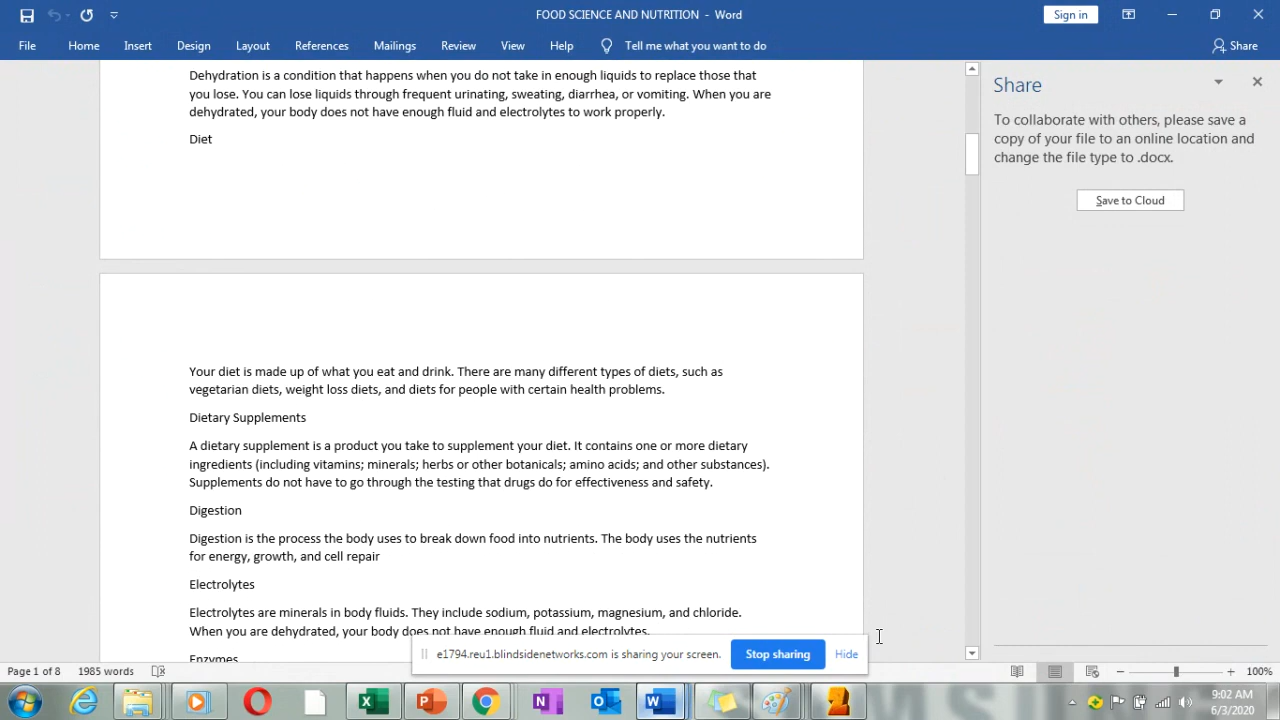 FOOD SCIENCE AND NUTRITION - Word
Sign in
File Home Insert Design Layout References Mailings Review View Help Tell me what you want to do Share
Dehydration is a condition that happens when you do not take in enough liquids to replace those that
you lose. You can lose liquids through frequent urinating, sweating, diarrhea, or vomiting. When you are
dehydrated, your body does not have enough fluid and electrolytes to work properly.
Diet
Your diet is made up of what you eat and drink. There are many different types of diets, such as
vegetarian diets, weight loss diets, and diets for people with certain health problems.
Dietary Supplements
A dietary supplement is a product you take to supplement your diet. It contains one or more dietary
ingredients (including vitamins; minerals; herbs or other botanicals; amino acids; and other substances).
Supplements do not have to go through the testing that drugs do for effectiveness and safety.
Digestion
Digestion is the process the body uses to break down food into nutrients. The body uses the nutrients
for energy, growth, and cell repair
Electrolytes
Electrolytes are minerals in body fluids. They include sodium, potassium, magnesium, and chloride.
When you are dehydrated, your body does not have enough fluid and electrolytes.
Enzymes
Share
To collaborate with others, please save a
copy of your file to an online location and
change the file type to .docx.
Save to Cloud
e1794.reu1.blindsidenetworks.com is sharing your screen.
Stop sharing
Hide
Page 1 of 8 1985 words
100%
9:02 AM
6/3/2020